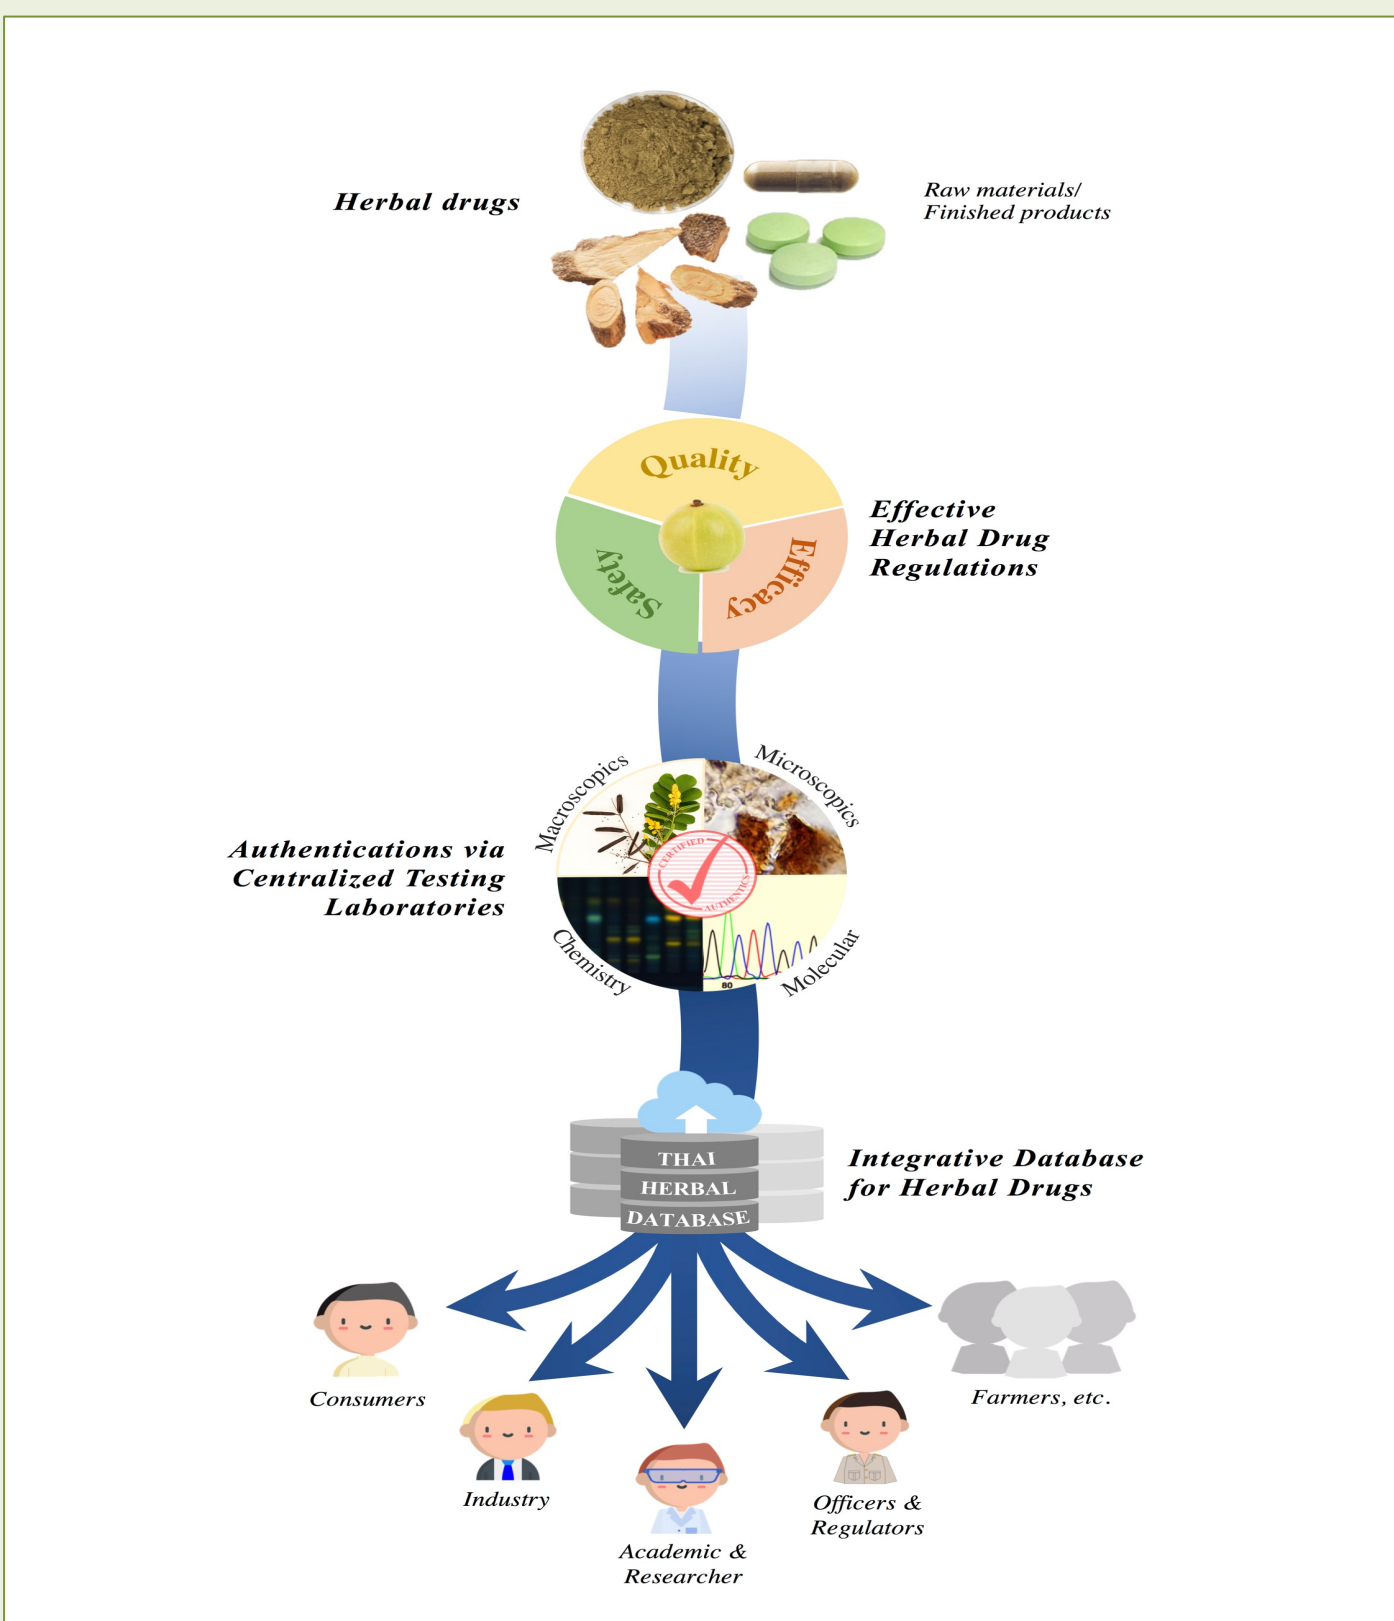 Herbal drugs
Raw materials/
Finished products
Quality
Safety
Efficacy
Effective
Herbal Drug
Regulations
Macroscopics
Microscopics
CERTIFIED
AUTHENTICS
Authentications via
Centralized Testing
Laboratories
Chemistry
Molecular
80
THAI
HERBAL
DATABASE
Integrative Database
for Herbal Drugs
Consumers
Farmers, etc.
Industry
Officers &
Regulators
Academic &
Researcher